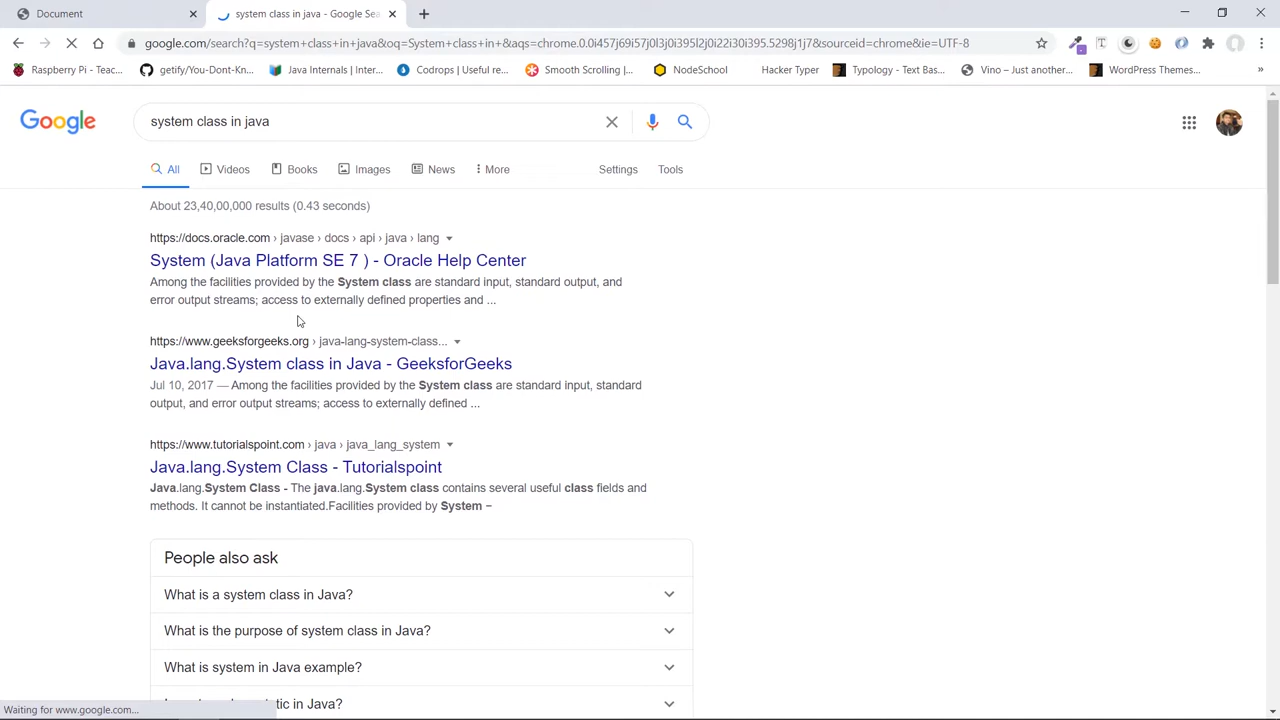 Document
system class in java - Google Sea
google.com/search?q=system+class+in+java&oq=System+class+in+&aqs=chrome.0.0i457j69i57j0l3j0i395l2j0i22i30i395.5298j1j7&sourceid=chrome&ie=UTF-8
Raspberry Pi - Teac...
getify/You-Dont-Kn...
Java Internals | Inter...
Codrops | Useful re...
Smooth Scrolling |...
NodeSchool
Hacker Typer
Typology - Text Bas...
Vino – Just another...
WordPress Themes...
»
Google
system class in java
All
Videos
Books
Images
News
More
Settings
Tools
About 23,40,00,000 results (0.43 seconds)
https://docs.oracle.com › javase › docs › api › java › lang
System (Java Platform SE 7 ) - Oracle Help Center
Among the facilities provided by the System class are standard input, standard output, and
error output streams; access to externally defined properties and ...
https://www.geeksforgeeks.org › java-lang-system-class...
Java.lang.System class in Java - GeeksforGeeks
Jul 10, 2017 — Among the facilities provided by the System class are standard input, standard
output, and error output streams; access to externally defined ...
https://www.tutorialspoint.com › java › java_lang_system
Java.lang.System Class - Tutorialspoint
Java.lang.System Class - The java.lang.System class contains several useful class fields and
methods. It cannot be instantiated.Facilities provided by System −
People also ask
What is a system class in Java?
What is the purpose of system class in Java?
What is system in Java example?
tic in Java?
Waiting for www.google.com...